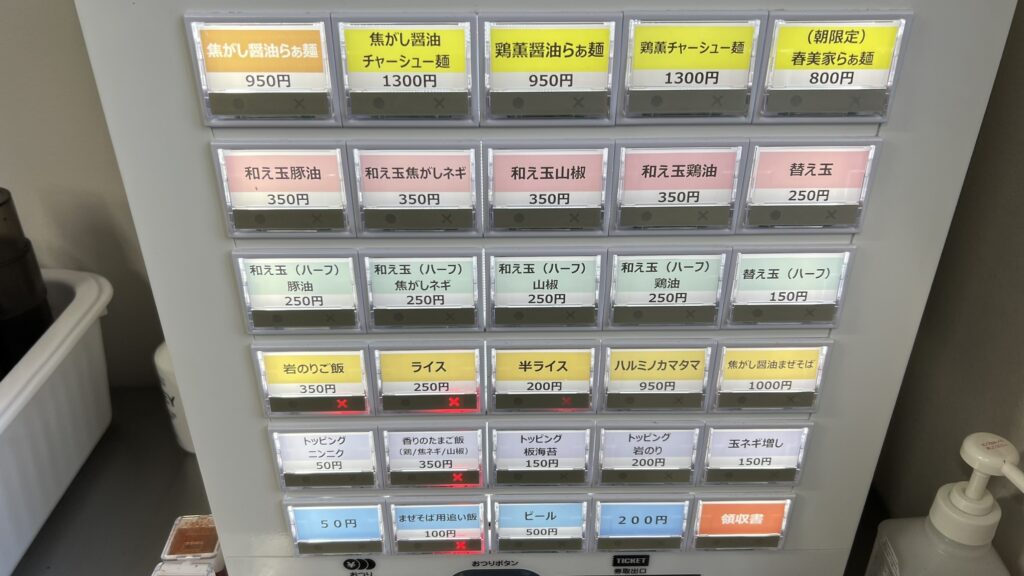 焦がし醤油らぁ麺
950円
焦がし醤油
チャーシュー麺
1300円
鶏薫醤油らぁ麺
950円
鶏薫チャーシュー麺
1300円
(朝限定)
春美家らぁ麺
800円
和え玉豚油
350円
和え玉焦がしネギ
350円
和え玉山椒
350円
和え玉鶏油
350円
替え玉
250円
和え玉(ハーフ)
豚油
250円
和え玉(ハーフ)
焦がしネギ
250円
和え玉(ハーフ)
山椒
250円
和え玉(ハーフ)
鶏油
250円
替え玉(ハーフ)
150円
岩のりご飯
350円
ライス
250円
半ライス
200円
ハルミノカマタマ
950円
焦がし醤油まぜそば
1000円
トッピング
ニンニク
50円
香りのたまご飯
(鶏/焦ネギ/山椒)
350円
トッピング
板海苔
150円
トッピング
岩のり
200円
玉ネギ増し
150円
50円
まぜそば用追い飯
100円
ビール
500円
200円
領収書
おつり
おつりボタン
TICKET
券取出口